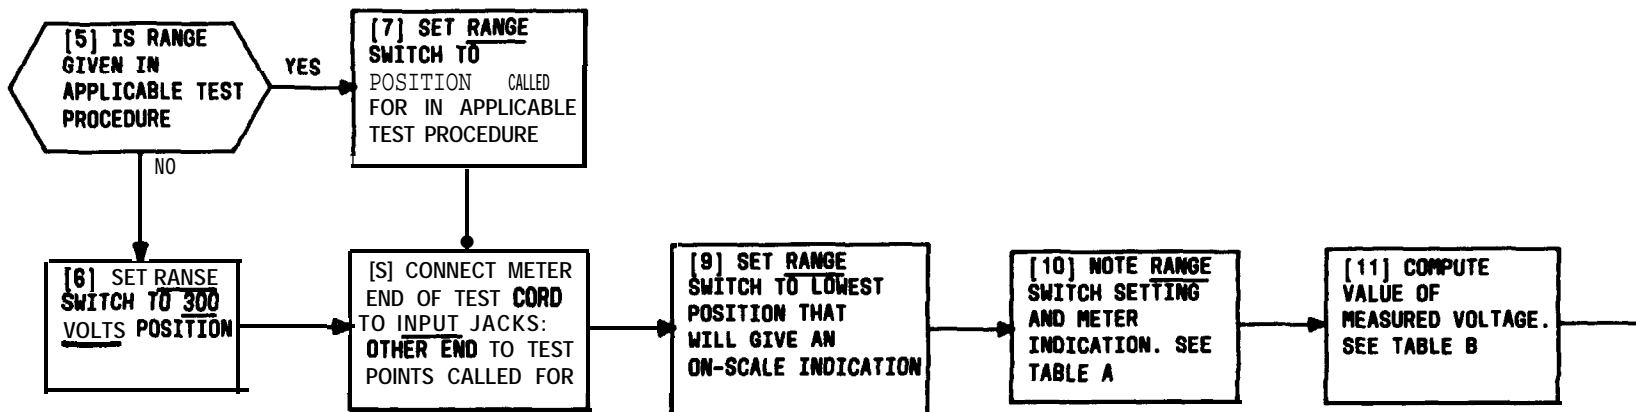 [5] IS RANGE
GIVEN IN
APPLICABLE TEST
PROCEDURE
YES
NO
[7] SET RANGE
SWITCH TO
POSITION CALLED
FOR IN APPLICABLE
TEST PROCEDURE
[6] SET RANSE
SWITCH TO 300
VOLTS POSITION
[S] CONNECT METER
END OF TEST CORD
TO INPUT JACKS:
OTHER END TO TEST
POINTS CALLED FOR
[9] SET RANGE
SWITCH TO LOWEST
POSITION THAT
WILL GIVE AN
ON-SCALE INDICATION
[10] NOTE RANGE
SWITCH SETTING
AND METER
INDICATION. SEE
TABLE A
[11] COMPUTE
VALUE OF
MEASURED VOLTAGE.
SEE TABLE B